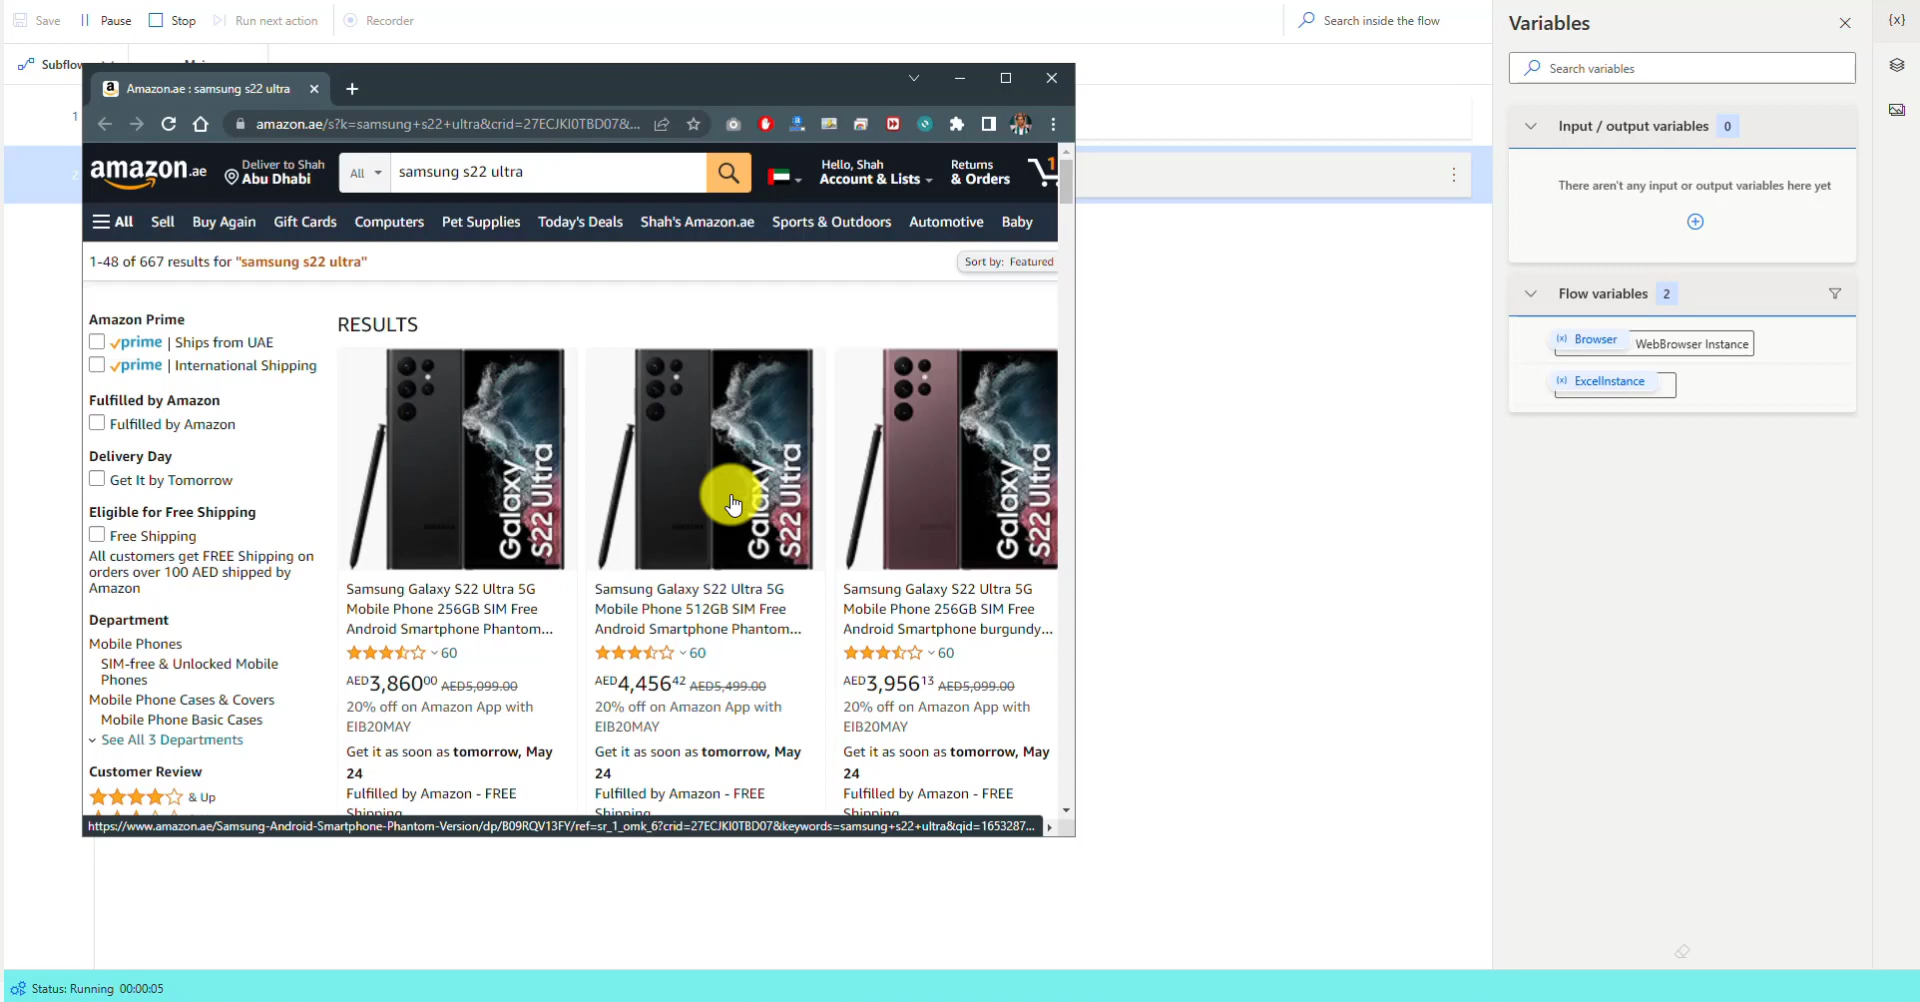 Save Pause Stop Run next action Recorder
Search inside the flow
Subflow
1
2
Amazon.ae : samsung s22 ultra
amazon.ae/s?k=samsung+s22+ultra&crid=27ECJKI0TBD07&...
amazon.ae
Deliver to Shah
Abu Dhabi
All samsung s22 ultra
Hello, Shah
Account & Lists
Returns
& Orders
1
All Sell Buy Again Gift Cards Computers Pet Supplies Today's Deals Shah's Amazon.ae Sports & Outdoors Automotive Baby
1-48 of 667 results for "samsung s22 ultra"
Sort by: Featured
Amazon Prime
prime | Ships from UAE
prime | International Shipping
Fulfilled by Amazon
Fulfilled by Amazon
Delivery Day
Get It by Tomorrow
Eligible for Free Shipping
Free Shipping
All customers get FREE Shipping on
orders over 100 AED shipped by
Amazon
Department
Mobile Phones
SIM-free & Unlocked Mobile
Phones
Mobile Phone Cases & Covers
Mobile Phone Basic Cases
See All 3 Departments
Customer Review
& Up
RESULTS
Galaxy
S22 Ultra
Samsung Galaxy S22 Ultra 5G
Mobile Phone 256GB SIM Free
Android Smartphone Phantom...
60
AED3,86000 AED5,099.00
20% off on Amazon App with
EIB20MAY
Get it as soon as tomorrow, May
24
Fulfilled by Amazon - FREE
Shipping
Galaxy
S22 Ultra
Samsung Galaxy S22 Ultra 5G
Mobile Phone 512GB SIM Free
Android Smartphone Phantom...
60
AED4,45642 AED5,499.00
20% off on Amazon App with
EIB20MAY
Get it as soon as tomorrow, May
24
Fulfilled by Amazon - FREE
Shipping
Galaxy
S22 Ultra
Samsung Galaxy S22 Ultra 5G
Mobile Phone 256GB SIM Free
Android Smartphone burgundy...
60
AED3,95613 AED5,099.00
20% off on Amazon App with
EIB20MAY
Get it as soon as tomorrow, May
24
Fulfilled by Amazon - FREE
Shipping
https://www.amazon.ae/Samsung-Android-Smartphone-Phantom-Version/dp/B09RQV13FY/ref=sr_1_omk_6?crid=27ECJKI0TBD07&keywords=samsung+s22+ultra&qid=1653287...
Variables
{x}
Search variables
Input / output variables 0
There aren't any input or output variables here yet
Flow variables 2
(x) Browser WebBrowser Instance
(x) ExcelInstance
Status: Running 00:00:05